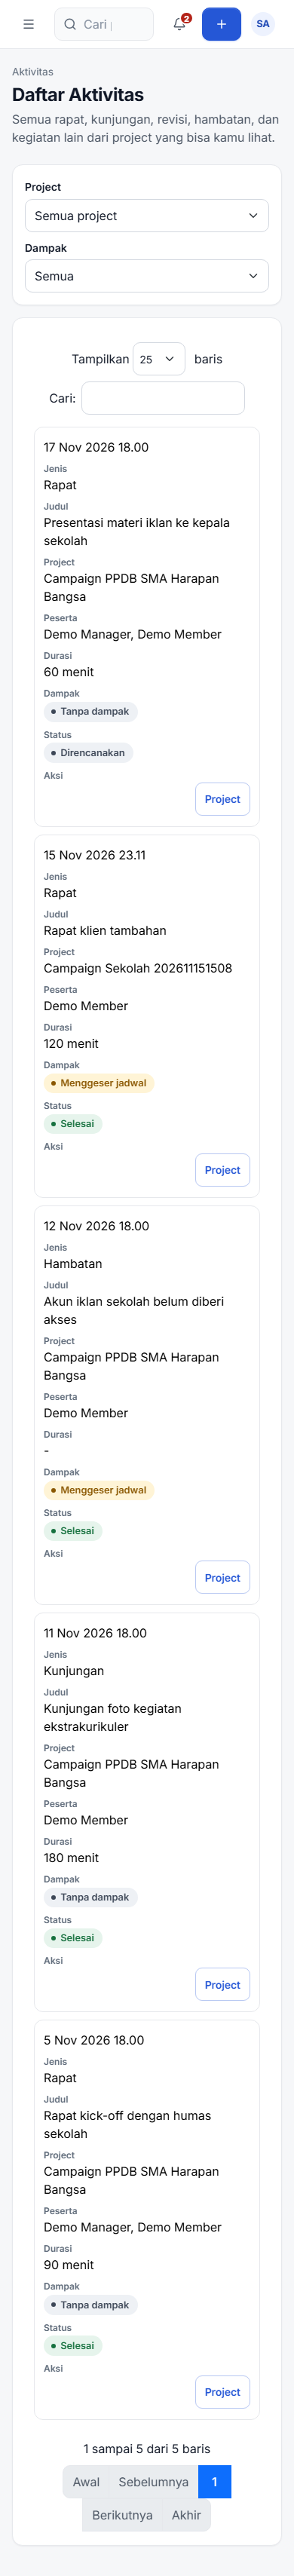 Cari
2
+
SA
Aktivitas
Daftar Aktivitas
Semua rapat, kunjungan, revisi, hambatan, dan
kegiatan lain dari project yang bisa kamu lihat.
Project
Semua project
Dampak
Semua
Tampilkan 25 baris
Cari:
17 Nov 2026 18.00
Jenis
Rapat
Judul
Presentasi materi iklan ke kepala
sekolah
Project
Campaign PPDB SMA Harapan
Bangsa
Peserta
Demo Manager, Demo Member
Durasi
60 menit
Dampak
Tanpa dampak
Status
Direncanakan
Aksi
Project
15 Nov 2026 23.11
Jenis
Rapat
Judul
Rapat klien tambahan
Project
Campaign Sekolah 202611151508
Peserta
Demo Member
Durasi
120 menit
Dampak
Menggeser jadwal
Status
Selesai
Aksi
Project
12 Nov 2026 18.00
Jenis
Hambatan
Judul
Akun iklan sekolah belum diberi
akses
Project
Campaign PPDB SMA Harapan
Bangsa
Peserta
Demo Member
Durasi
-
Dampak
Menggeser jadwal
Status
Selesai
Aksi
Project
11 Nov 2026 18.00
Jenis
Kunjungan
Judul
Kunjungan foto kegiatan
ekstrakurikuler
Project
Campaign PPDB SMA Harapan
Bangsa
Peserta
Demo Member
Durasi
180 menit
Dampak
Tanpa dampak
Status
Selesai
Aksi
Project
5 Nov 2026 18.00
Jenis
Rapat
Judul
Rapat kick-off dengan humas
sekolah
Project
Campaign PPDB SMA Harapan
Bangsa
Peserta
Demo Manager, Demo Member
Durasi
90 menit
Dampak
Tanpa dampak
Status
Selesai
Aksi
Project
1 sampai 5 dari 5 baris
Awal Sebelumnya 1
Berikutnya Akhir